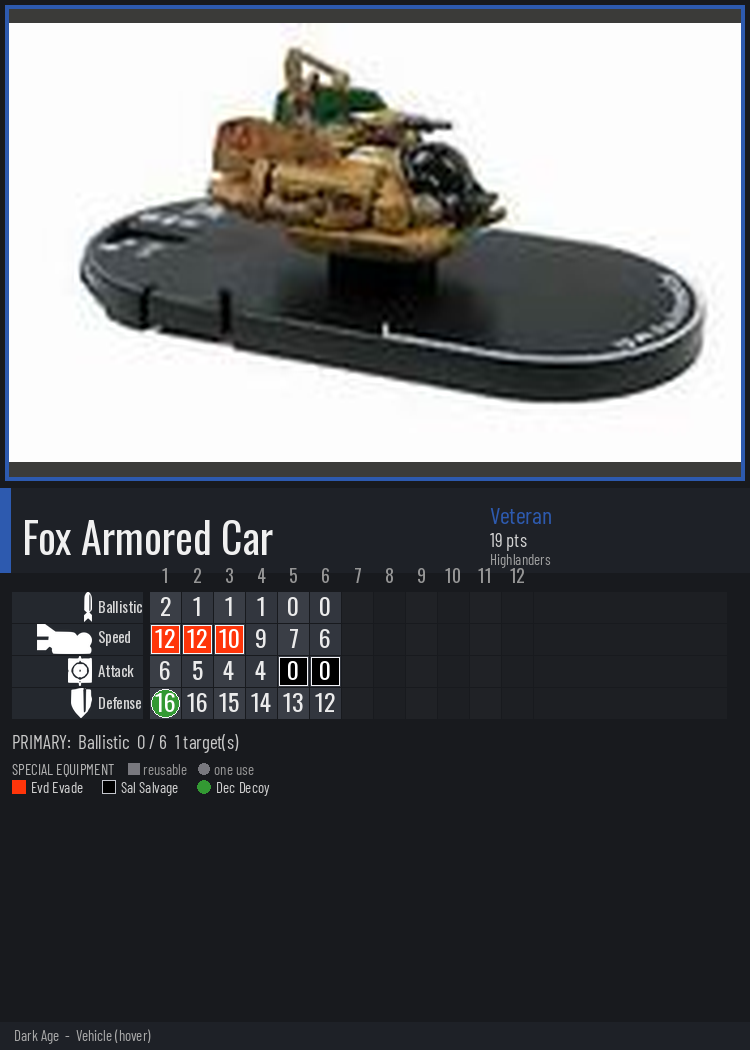 Fox Armored Car
Veteran
19 pts
Highlanders
1 2 3 4 5 6 7 8 9 10 11 12
Ballistic 2 1 1 1 0 0
Speed 12 12 10 9 7 6
Attack 6 5 4 4 0 0
Defense 16 16 15 14 13 12
PRIMARY: Ballistic 0 / 6 1 target(s)
SPECIAL EQUIPMENT reusable one use
Evd Evade Sal Salvage Dec Decoy
Dark Age - Vehicle (hover)